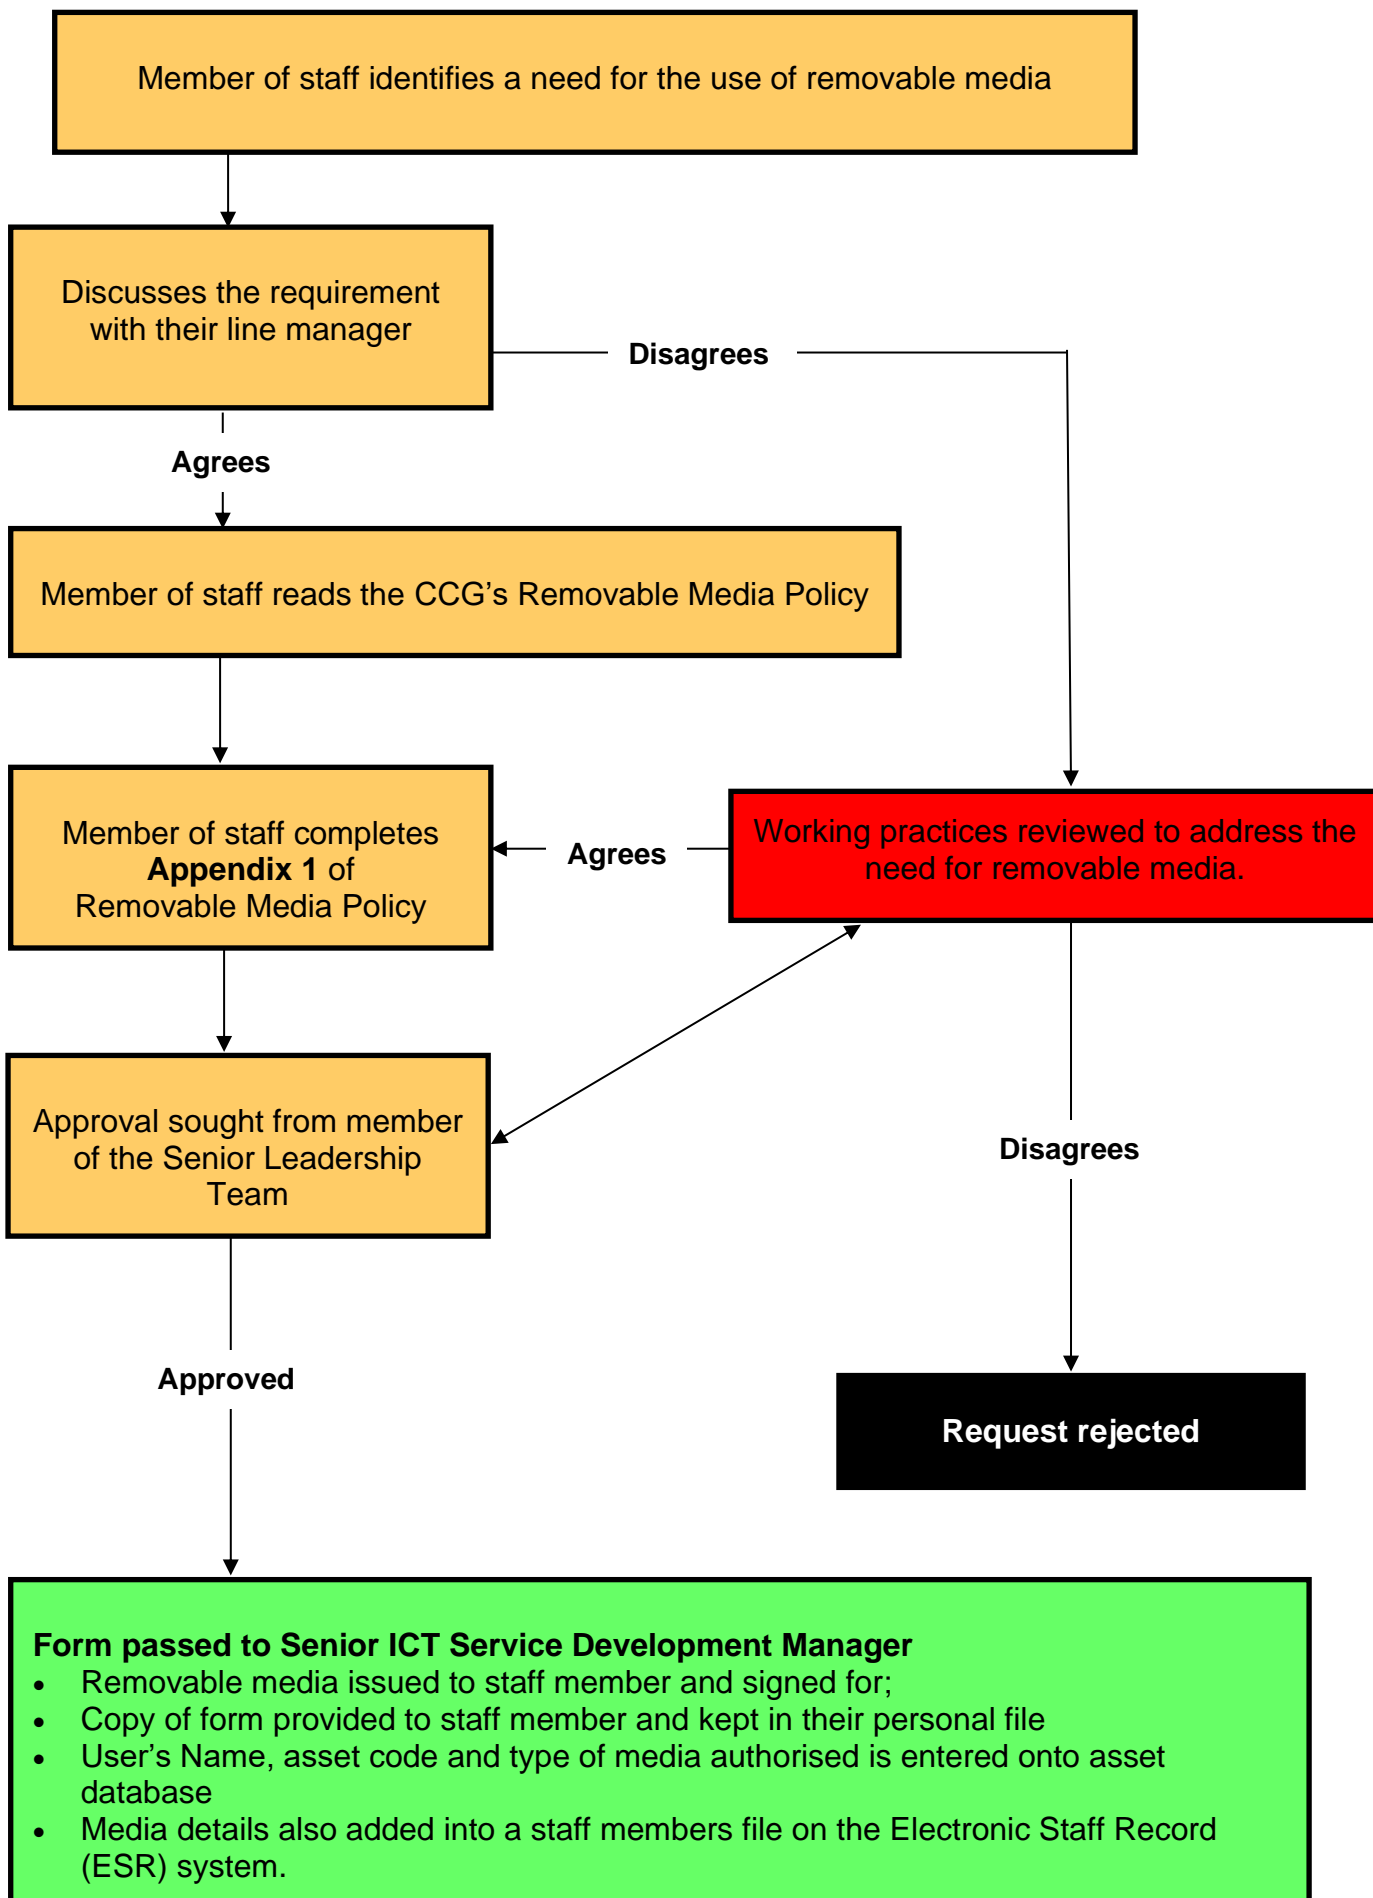 Member of staff identifies a need for the use of removable media
Discusses the requirement
with their line manager
Disagrees
Agrees
Member of staff reads the CCG’s Removable Media Policy
Member of staff completes
Appendix 1 of
Removable Media Policy
Agrees
Working practices reviewed to address the
need for removable media.
Approval sought from member
of the Senior Leadership
Team
Disagrees
Approved
Request rejected
Form passed to Senior ICT Service Development Manager
• Removable media issued to staff member and signed for;
• Copy of form provided to staff member and kept in their personal file
• User’s Name, asset code and type of media authorised is entered onto asset
database
• Media details also added into a staff members file on the Electronic Staff Record
(ESR) system.